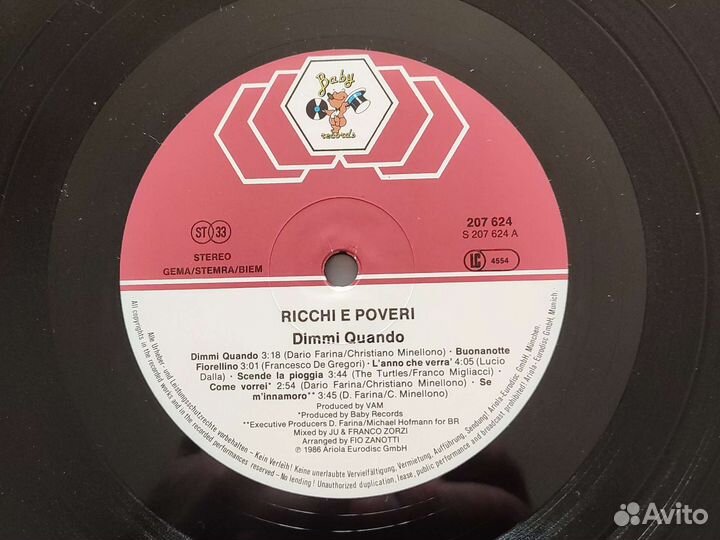 Baby
records
207 624
S 207 624 A
ST 33
STEREO
GEMA/STEMRA/BIEM
LC 4554
RICCHI E POVERI
Dimmi Quando
Dimmi Quando 3:18 (Dario Farina/Christiano Minellono) · Buonanotte
Fiorellino 3:01 (Francesco De Gregori) · L'anno che verra' 4:05 (Lucio
Dalla) · Scende la pioggia 3:44 (The Turtles/Franco Migliacci) ·
Come vorrei* 2:54 (Dario Farina/Christiano Minellono) · Se
m'innamoro** 3:45 (D. Farina/C. Minellono)
Produced by VAM
*Produced by Baby Records
**Executive Producers D. Farina/Michael Hofmann for BR
Mixed by JU & FRANCO ZORZI
Arranged by FIO ZANOTTI
℗ 1986 Ariola Eurodisc GmbH
Alle Urheber- und Leistungsschutzrechte vorbehalten – Kein Verleih! Keine unerlaubte Vervielfältigung, Vermietung, Aufführung, Sendung! Ariola Eurodisc GmbH, München.
All copyrights in the recorded works and in the recorded performances reserved – No lending! Unauthorized duplication, lease, public performance and broadcast prohibited! Ariola-Eurodisc GmbH, Munich.
Avito